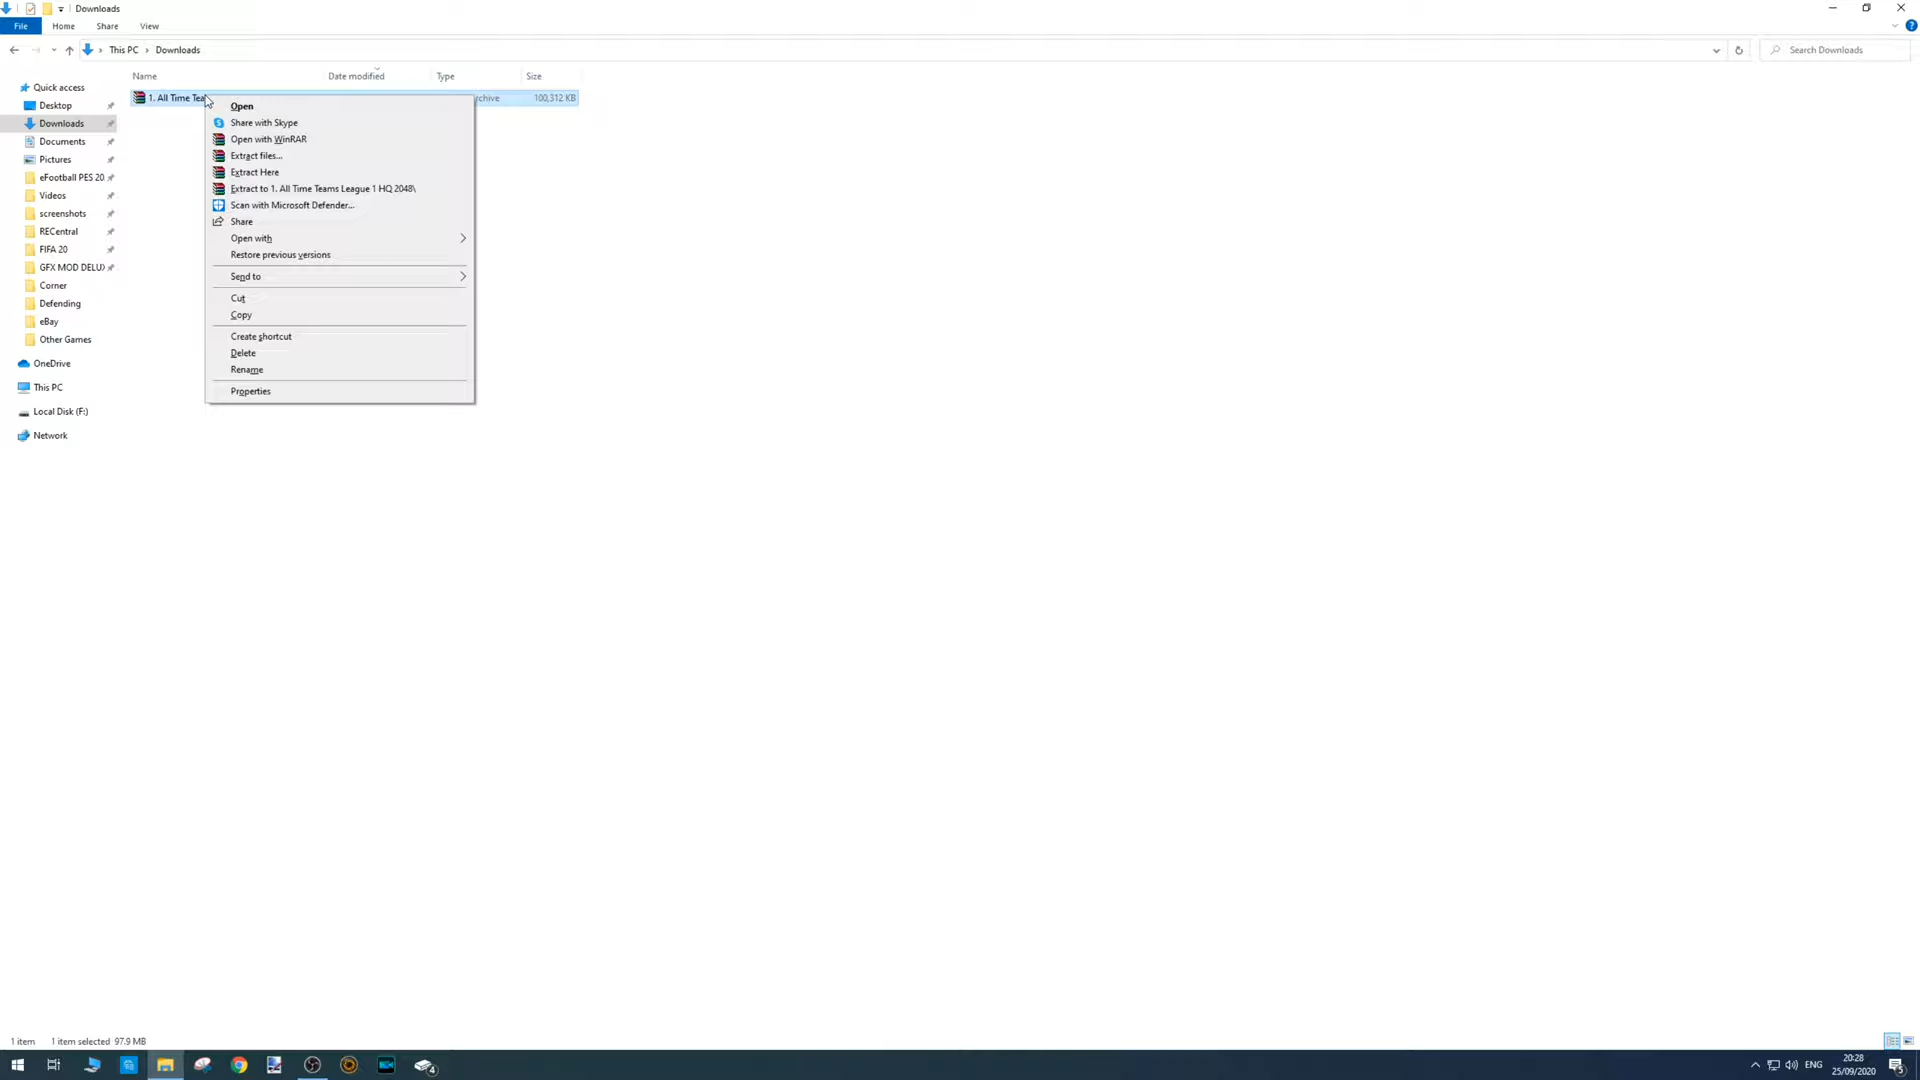 Downloads
File Home Share View
This PC Downloads
Search Downloads
Name Date modified Type Size
1. All Time Tea rchive 100,312 KB
Quick access
Desktop
Downloads
Documents
Pictures
eFootball PES 20
Videos
screenshots
RECentral
FIFA 20
GFX MOD DELUX
Corner
Defending
eBay
Other Games
OneDrive
This PC
Local Disk (F:)
Network
Open
Share with Skype
Open with WinRAR
Extract files...
Extract Here
Extract to 1. All Time Teams League 1 HQ 2048\
Scan with Microsoft Defender...
Share
Open with
Restore previous versions
Send to
Cut
Copy
Create shortcut
Delete
Rename
Properties
1 item 1 item selected 97.9 MB
4
ENG
20:28
25/09/2020
5